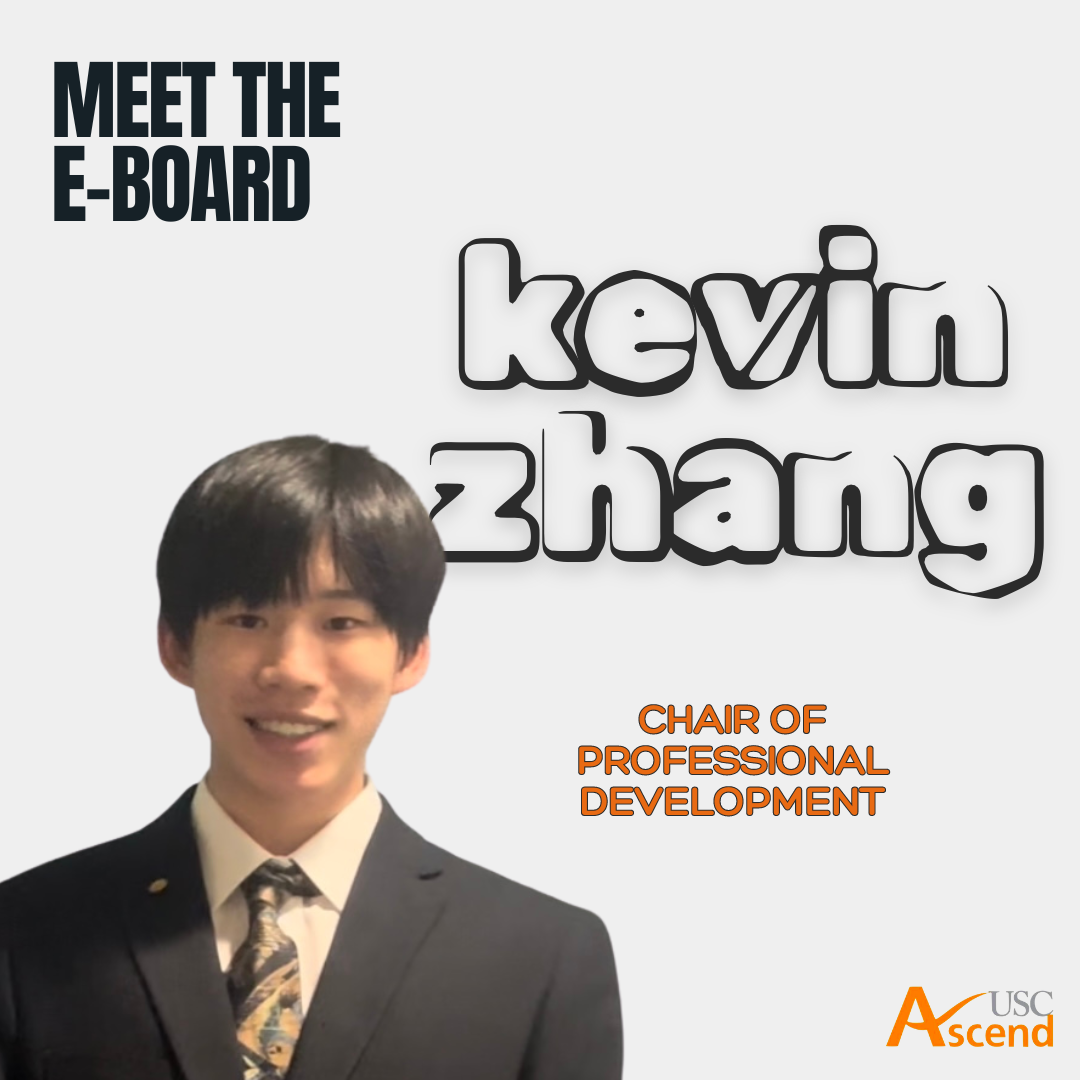 MEET THE
E-BOARD
kevin
zhang
CHAIR OF
PROFESSIONAL
DEVELOPMENT
USC
Ascend